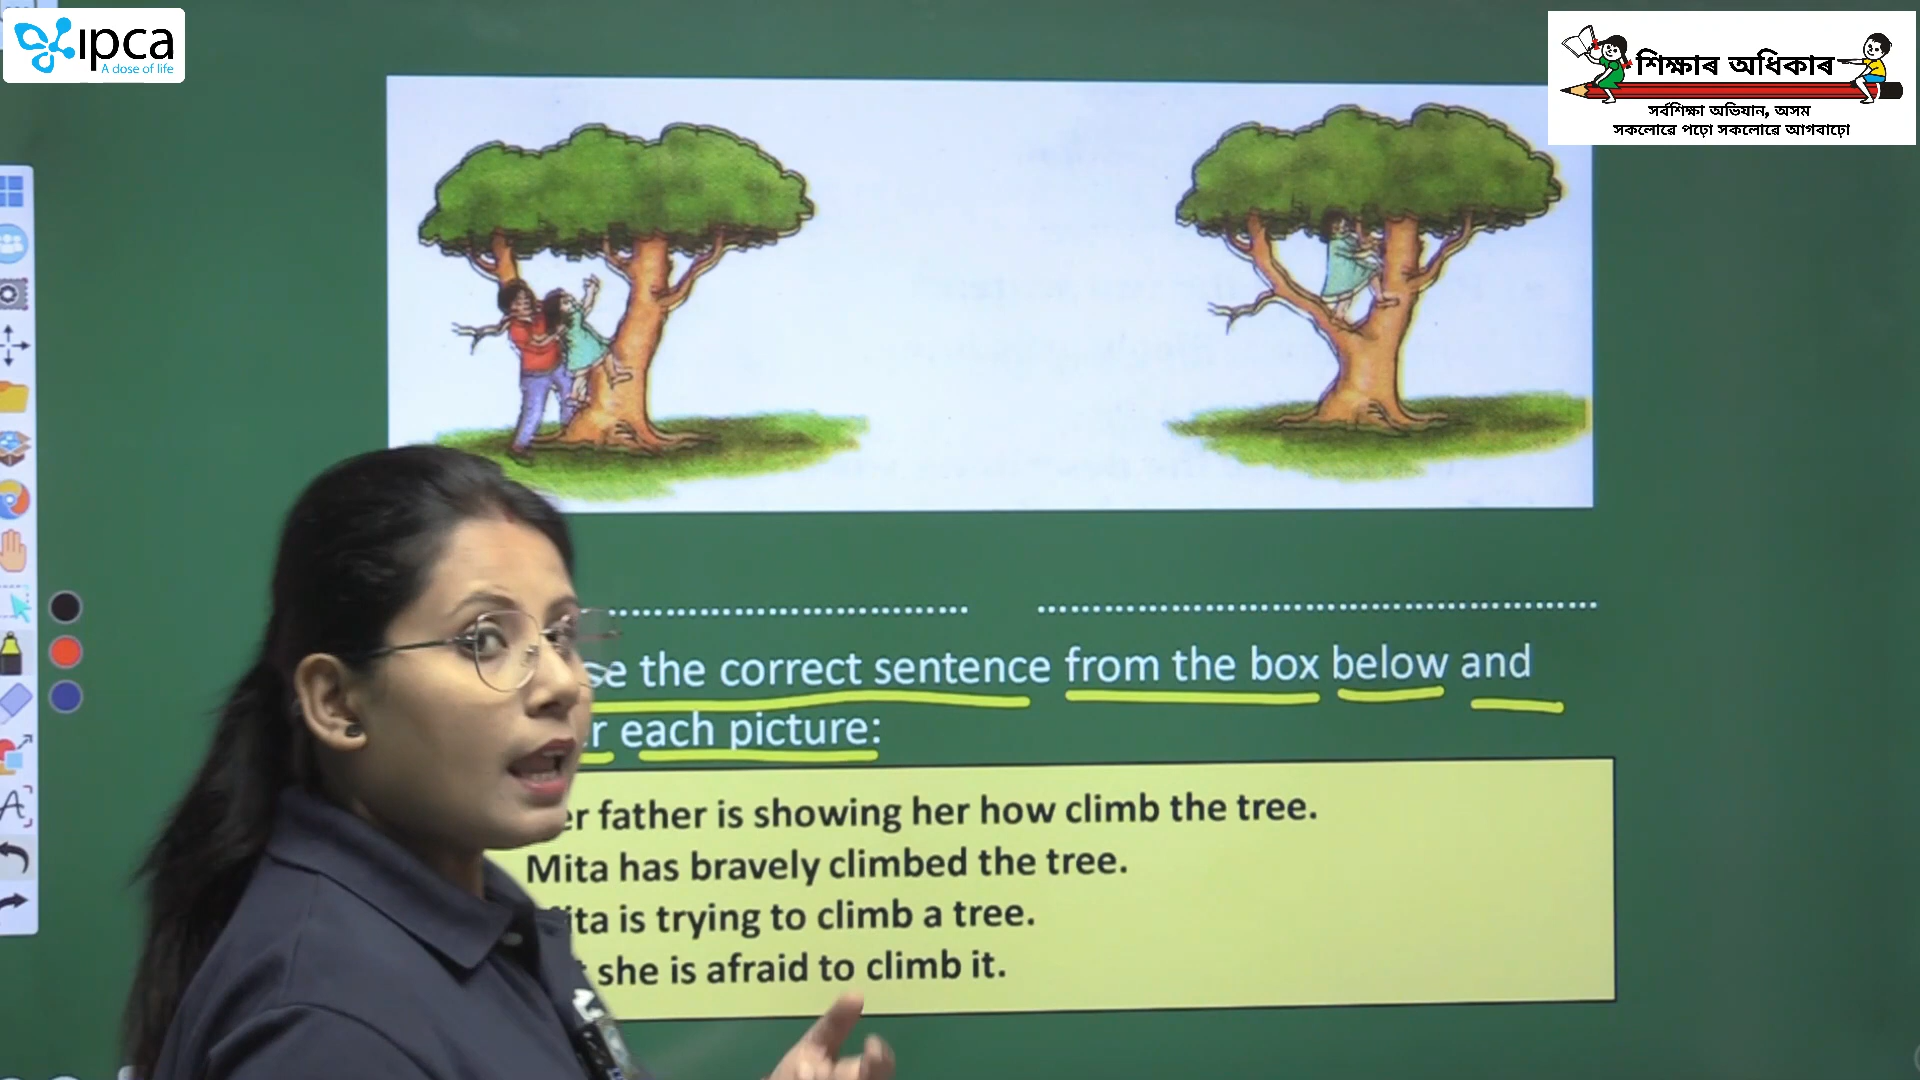 ipca
A dose of life
শিক্ষাৰ অধিকাৰ
সৰ্বশিক্ষা অভিযান, অসম
সকলোৱে পঢ়ো সকলোৱে আগবাঢ়ো
the correct sentence from the box below and
each picture:
father is showing her how climb the tree.
Mita has bravely climbed the tree.
is trying to climb a tree.
she is afraid to climb it.